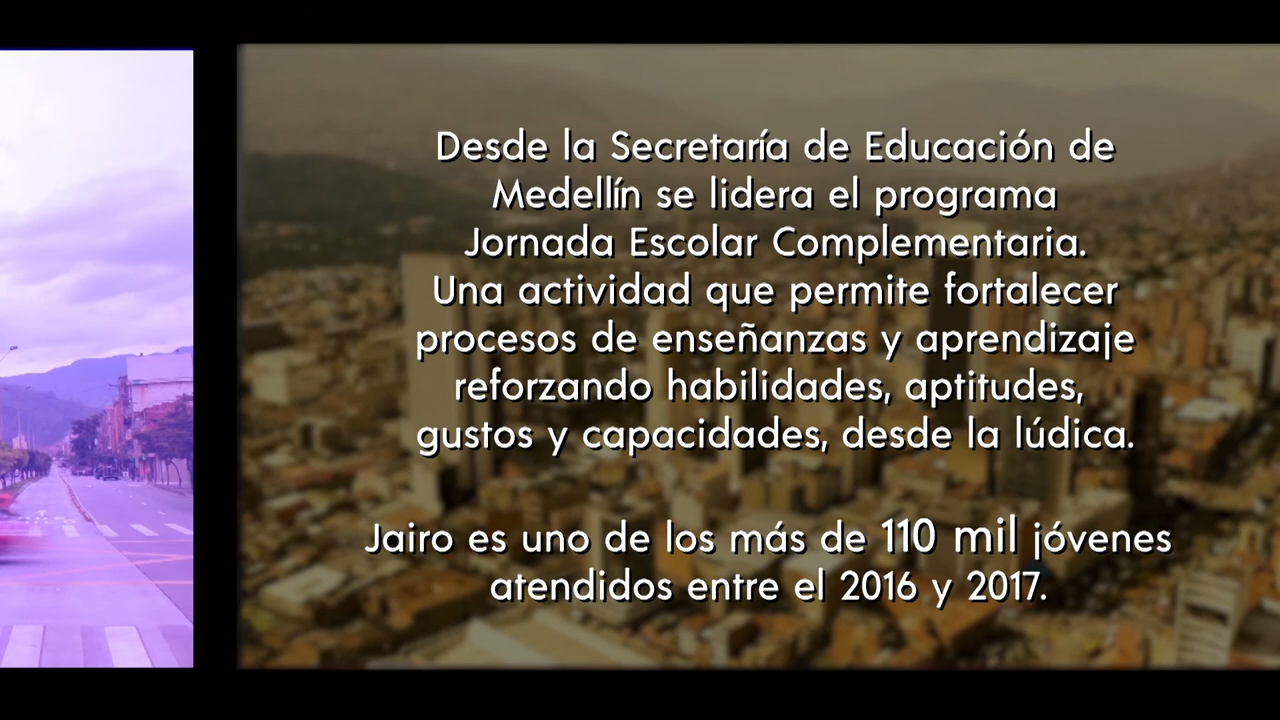 Desde la Secretaría de Educación de
Medellín se lidera el programa
Jornada Escolar Complementaria.
Una actividad que permite fortalecer
procesos de enseñanzas y aprendizaje
reforzando habilidades, aptitudes,
gustos y capacidades, desde la lúdica.
Jairo es uno de los más de 110 mil jóvenes
atendidos entre el 2016 y 2017.